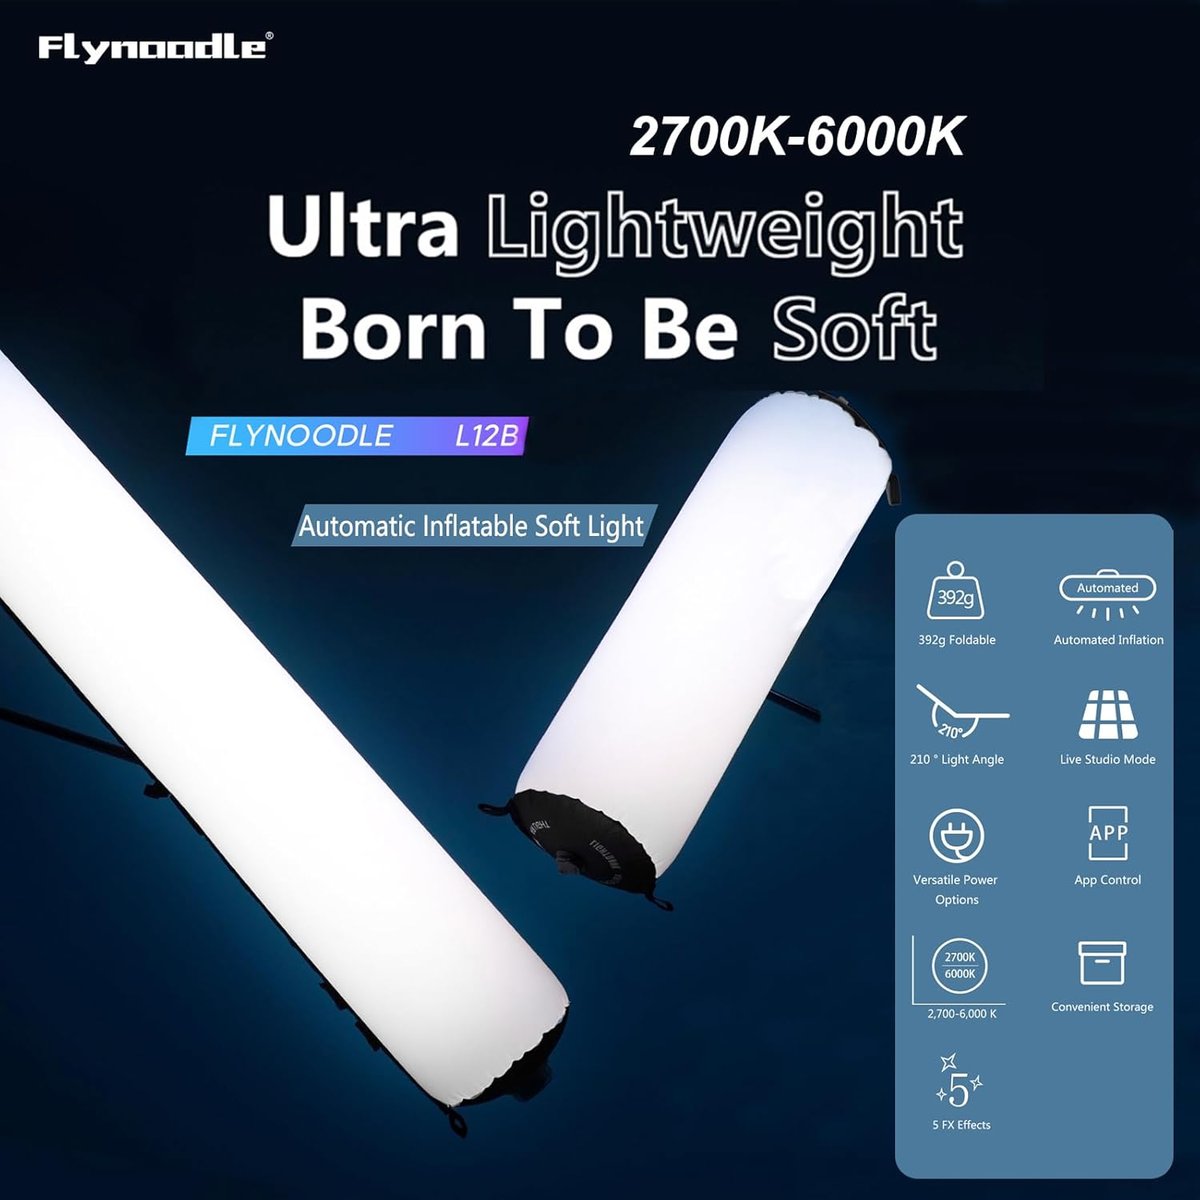 Flynoodle®
2700K-6000K
Ultra Lightweight
Born To Be Soft
FLYNOODLE L12B
Automatic Inflatable Soft Light
392g
392g Foldable
Automated
Automated Inflation
210°
210 ° Light Angle
Live Studio Mode
Versatile Power
Options
APP
App Control
2700K
6000K
2,700-6,000 K
Convenient Storage
5
5 FX Effects